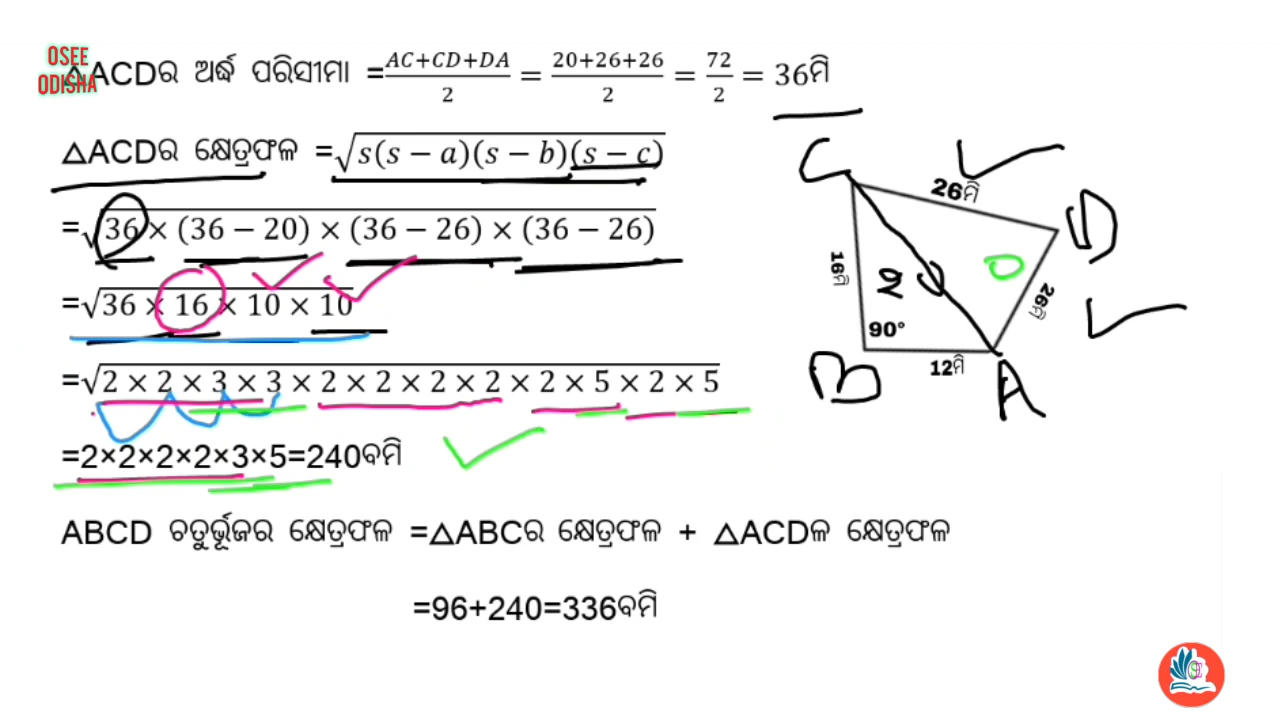 OSEE
ODISHA
△ACDର ଅର୍ଦ୍ଧ ପରିସୀମା =AC+CD+DA/2 = 20+26+26/2 = 72/2 = 36ମି
△ACDର କ୍ଷେତ୍ରଫଳ =√s(s − a)(s − b)(s − c)
=√36 × (36 − 20) × (36 − 26) × (36 − 26)
=√36 × 16 × 10 × 10
=√2 × 2 × 3 × 3 × 2 × 2 × 2 × 2 × 2 × 5 × 2 × 5
=2×2×2×2×3×5=240ବମି
ABCD ଚତୁର୍ଭୂଜର କ୍ଷେତ୍ରଫଳ =△ABCର କ୍ଷେତ୍ରଫଳ + △ACDଳ କ୍ଷେତ୍ରଫଳ
=96+240=336ବମି
C
26ମି
D
16ମି
26ମି
90°
B
12ମି
A